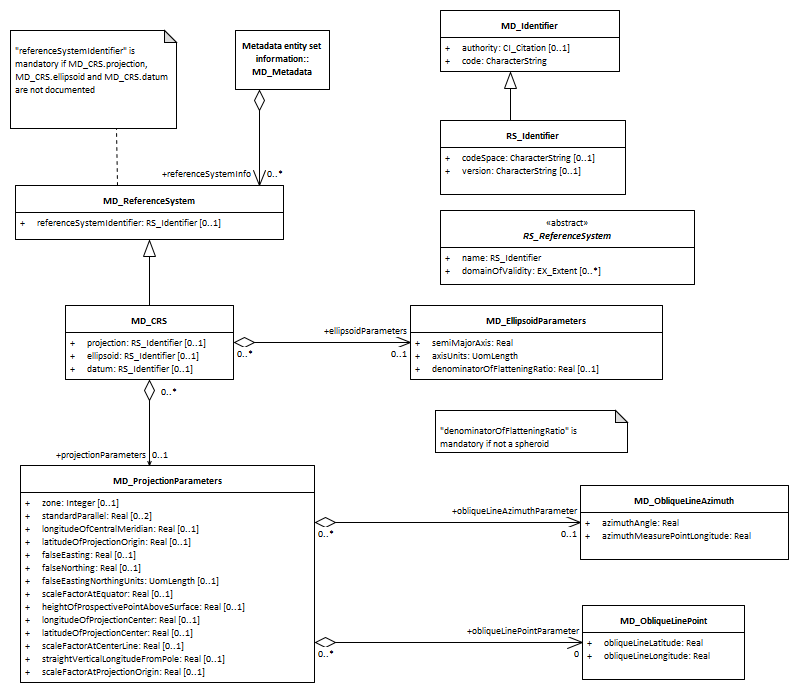 "referenceSystemIdentifier" is
mandatory if MD_CRS.projection,
MD_CRS.ellipsoid and MD_CRS.datum
are not documented
Metadata entity set
information::
MD_Metadata
+referenceSystemInfo
0..*
MD_ReferenceSystem
+ referenceSystemIdentifier: RS_Identifier [0..1]
MD_Identifier
+ authority: CI_Citation [0..1]
+ code: CharacterString
RS_Identifier
+ codeSpace: CharacterString [0..1]
+ version: CharacterString [0..1]
«abstract»
RS_ReferenceSystem
+ name: RS_Identifier
+ domainOfValidity: EX_Extent [0..*]
MD_CRS
+ projection: RS_Identifier [0..1]
+ ellipsoid: RS_Identifier [0..1]
+ datum: RS_Identifier [0..1]
+ellipsoidParameters
0..*
0..1
MD_EllipsoidParameters
+ semiMajorAxis: Real
+ axisUnits: UomLength
+ denominatorOfFlatteningRatio: Real [0..1]
0..*
+projectionParameters
0..1
"denominatorOfFlatteningRatio" is
mandatory if not a spheroid
MD_ProjectionParameters
+ zone: Integer [0..1]
+ standardParallel: Real [0..2]
+ longitudeOfCentralMeridian: Real [0..1]
+ latitudeOfProjectionOrigin: Real [0..1]
+ falseEasting: Real [0..1]
+ falseNorthing: Real [0..1]
+ falseEastingNorthingUnits: UomLength [0..1]
+ scaleFactorAtEquator: Real [0..1]
+ heightOfProspectivePointAboveSurface: Real [0..1]
+ longitudeOfProjectionCenter: Real [0..1]
+ latitudeOfProjectionCenter: Real [0..1]
+ scaleFactorAtCenterLine: Real [0..1]
+ straightVerticalLongitudeFromPole: Real [0..1]
+ scaleFactorAtProjectionOrigin: Real [0..1]
+obliqueLineAzimuthParameter
0..*
0..1
MD_ObliqueLineAzimuth
+ azimuthAngle: Real
+ azimuthMeasurePointLongitude: Real
+obliqueLinePointParameter
0..*
0
MD_ObliqueLinePoint
+ obliqueLineLatitude: Real
+ obliqueLineLongitude: Real